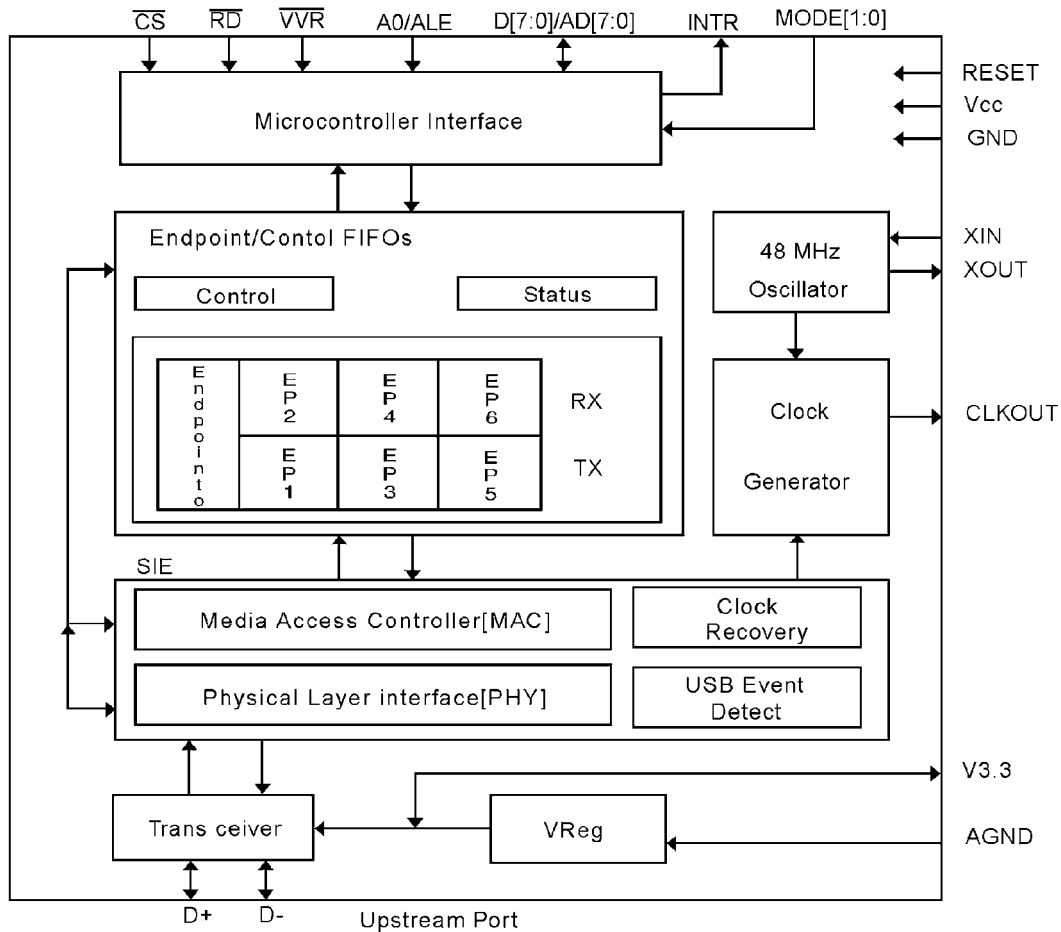 CS RD VVR A0/ALE D[7:0]/AD[7:0] INTR MODE[1:0]
RESET
Vcc
GND
Microcontroller Interface
Endpoint/Contol FIFOs
Control
Status
Endpointo
EP2
EP4
EP6
RX
EP1
EP3
EP5
TX
48 MHz
Oscillator
XIN
XOUT
Clock
Generator
CLKOUT
SIE
Media Access Controller[MAC]
Clock
Recovery
Physical Layer interface[PHY]
USB Event
Detect
V3.3
Trans ceiver
VReg
AGND
D+ D-
Upstream Port